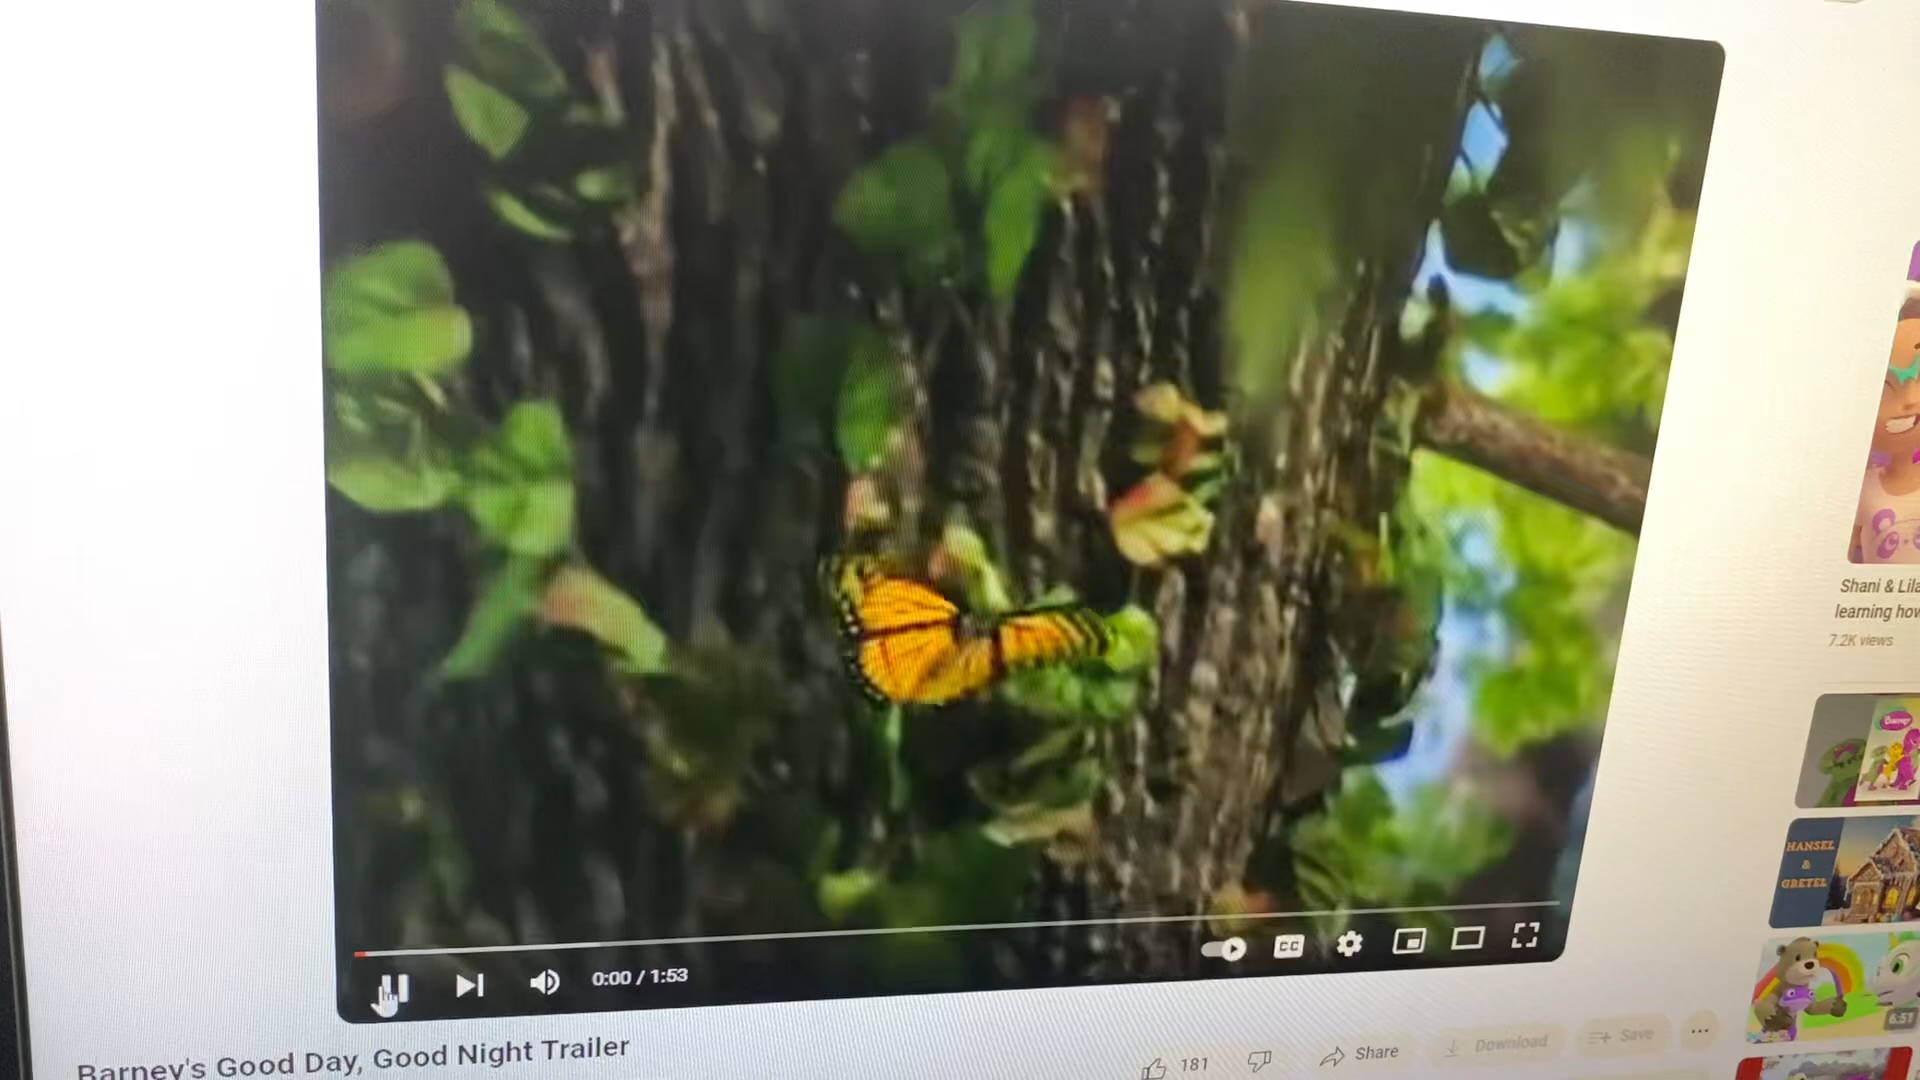 0:00 / 1:53
CC
Barney's Good Day, Good Night Trailer
181
Share
Download
Save
Shani & Lila
learning how
7.2K views
Barney
HANSEL
&
GRETEL
6:51